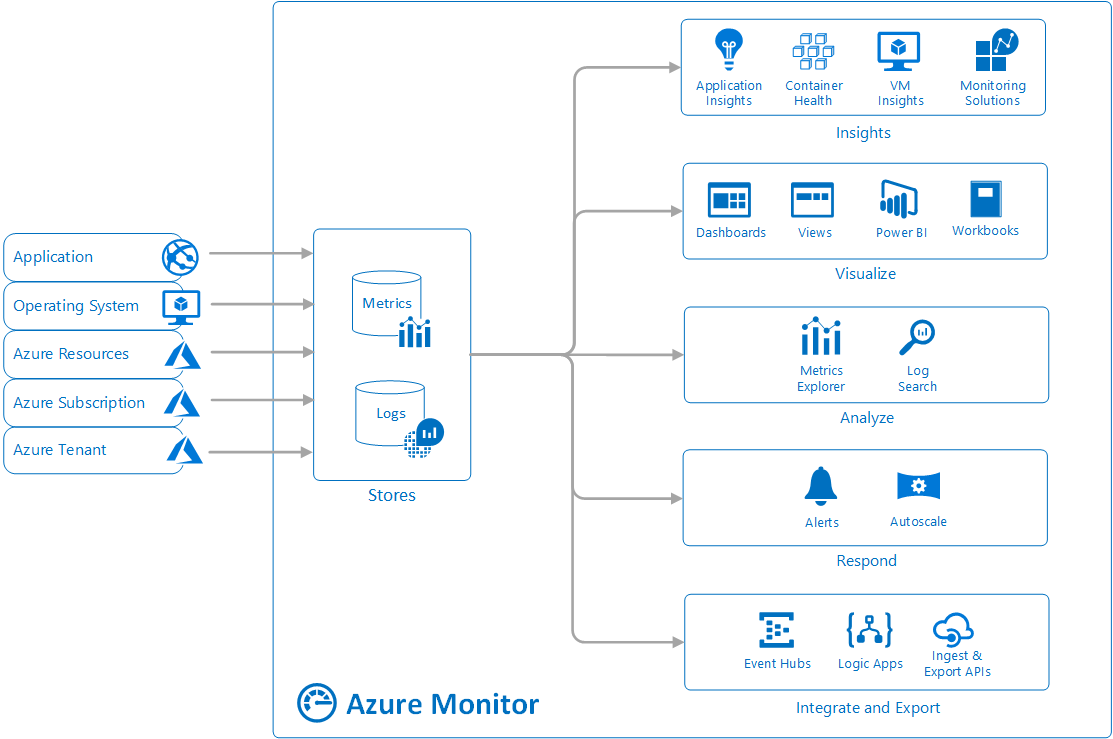 Application
Operating System
Azure Resources
Azure Subscription
Azure Tenant
Metrics
Logs
Stores
Application
Insights
Container
Health
VM
Insights
Monitoring
Solutions
Insights
Dashboards
Views
Power BI
Workbooks
Visualize
Metrics
Explorer
Log
Search
Analyze
Alerts
Autoscale
Respond
Event Hubs
Logic Apps
Ingest &
Export APIs
Integrate and Export
Azure Monitor